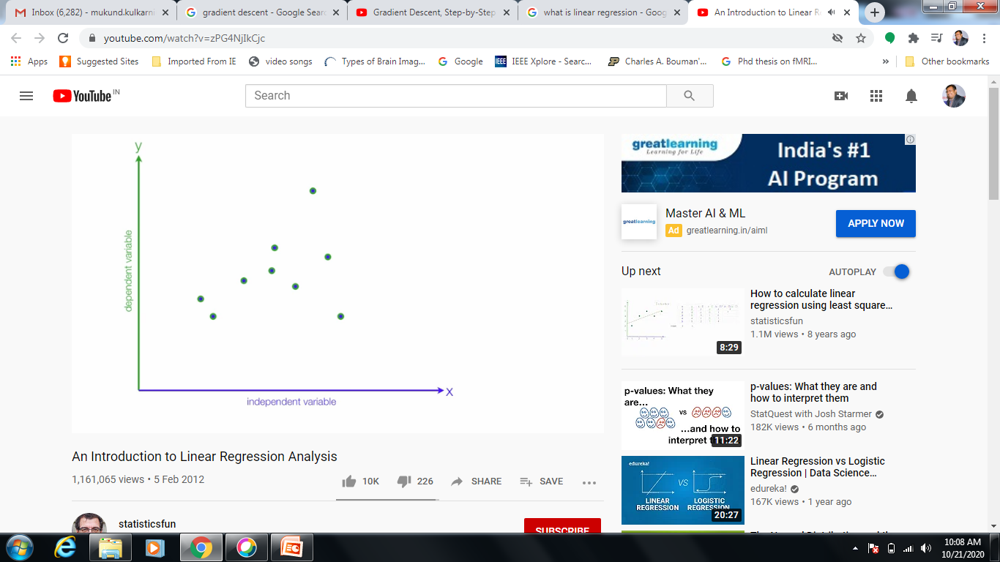 Inbox (6,282) - mukund.kulkarni
gradient descent - Google Sear
Gradient Descent, Step-by-Step
what is linear regression - Goog
An Introduction to Linear R
youtube.com/watch?v=zPG4NjIkCjc
Apps
Suggested Sites
Imported From IE
video songs
Types of Brain Imag...
Google
IEEE
IEEE Xplore - Searc...
Charles A. Bouman'...
Phd thesis on fMRI...
»
Other bookmarks
YouTube IN
Search
y
dependent variable
x
independent variable
greatlearning
Learning for Life
India's #1
AI Program
greatlearning
Master AI & ML
Ad greatlearning.in/aiml
APPLY NOW
Up next
AUTOPLAY
8:29
How to calculate linear
regression using least square...
statisticsfun
1.1M views • 8 years ago
p-values: What they
are...
vs
...and how to
interpret
11:22
p-values: What they are and
how to interpret them
StatQuest with Josh Starmer
182K views • 6 months ago
edureka!
VS
LINEAR
REGRESSION
LOGISTIC
REGRESSION
20:27
Linear Regression vs Logistic
Regression | Data Science...
edureka!
167K views • 1 year ago
An Introduction to Linear Regression Analysis
1,161,065 views • 5 Feb 2012
10K
226
SHARE
SAVE
statisticsfun
SUBSCRIBE
10:08 AM
10/21/2020